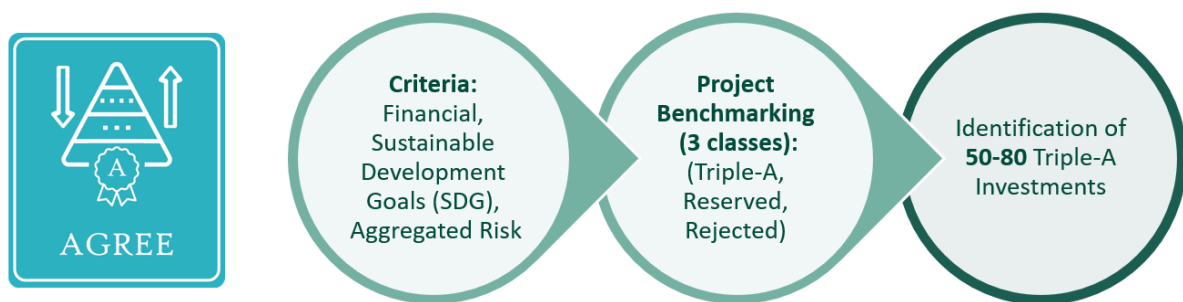 A
AGREE
Criteria:
Financial,
Sustainable
Development
Goals (SDG),
Aggregated Risk
Project
Benchmarking
(3 classes):
(Triple-A,
Reserved,
Rejected)
Identification of
50-80 Triple-A
Investments